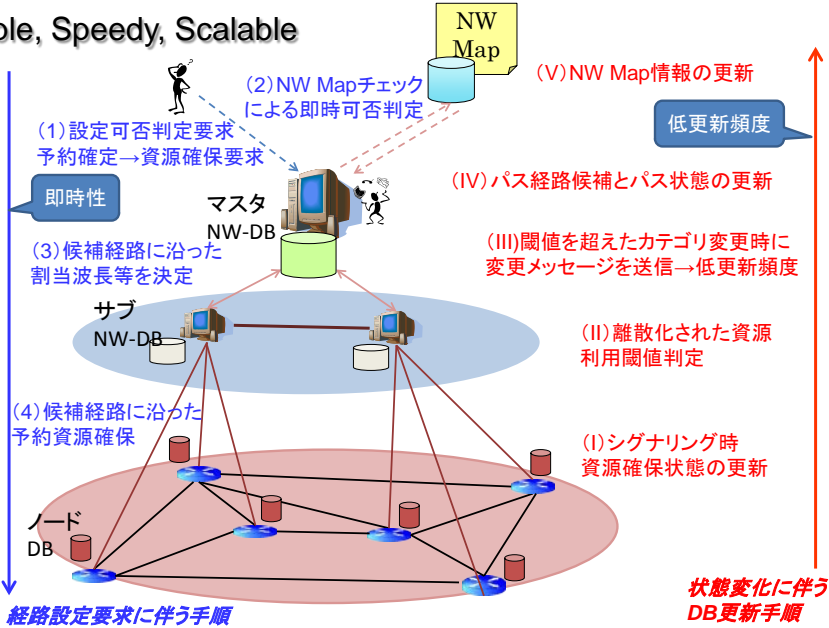 ole, Speedy, Scalable
NW
Map
(2)NW Mapチェック
による即時可否判定
(V)NW Map情報の更新
(1)設定可否判定要求
予約確定→資源確保要求
低更新頻度
即時性
マスタ
NW-DB
(IV)パス経路候補とパス状態の更新
(3)候補経路に沿った
割当波長等を決定
(III)閾値を超えたカテゴリ変更時に
変更メッセージを送信→低更新頻度
サブ
NW-DB
(II)離散化された資源
利用閾値判定
(4)候補経路に沿った
予約資源確保
(I)シグナリング時
資源確保状態の更新
ノード
DB
経路設定要求に伴う手順
状態変化に伴う
DB更新手順